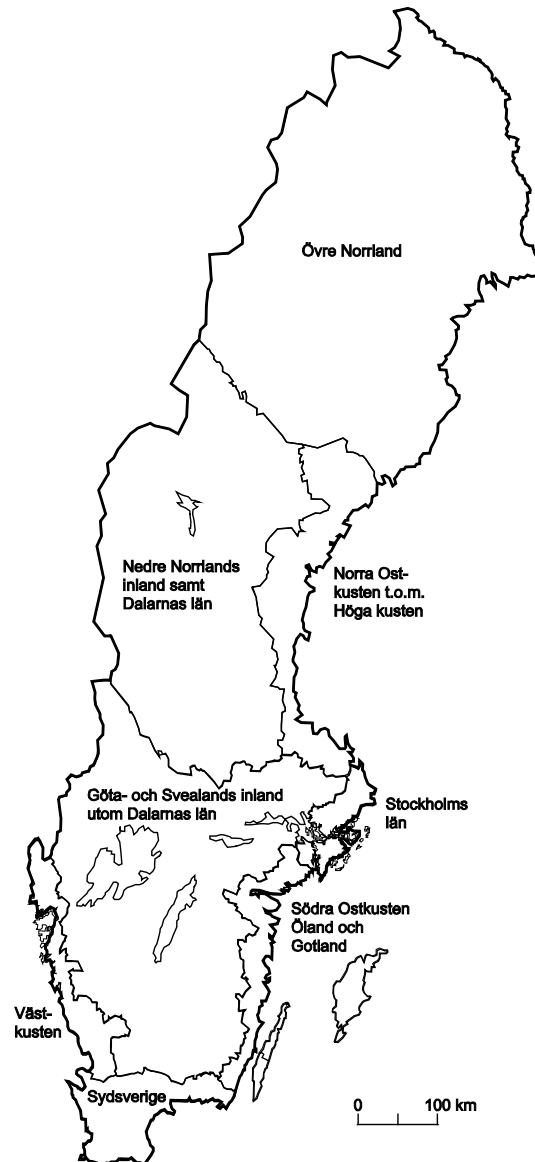 Övre Norrland
Nedre Norrlands
inland samt
Dalarnas län
Norra Ost-
kusten t.o.m.
Höga kusten
Göta- och Svealands inland
utom Dalarnas län
Stockholms
län
Södra Ostkusten
Öland och
Gotland
Väst-
kusten
Sydsverige
0 100 km